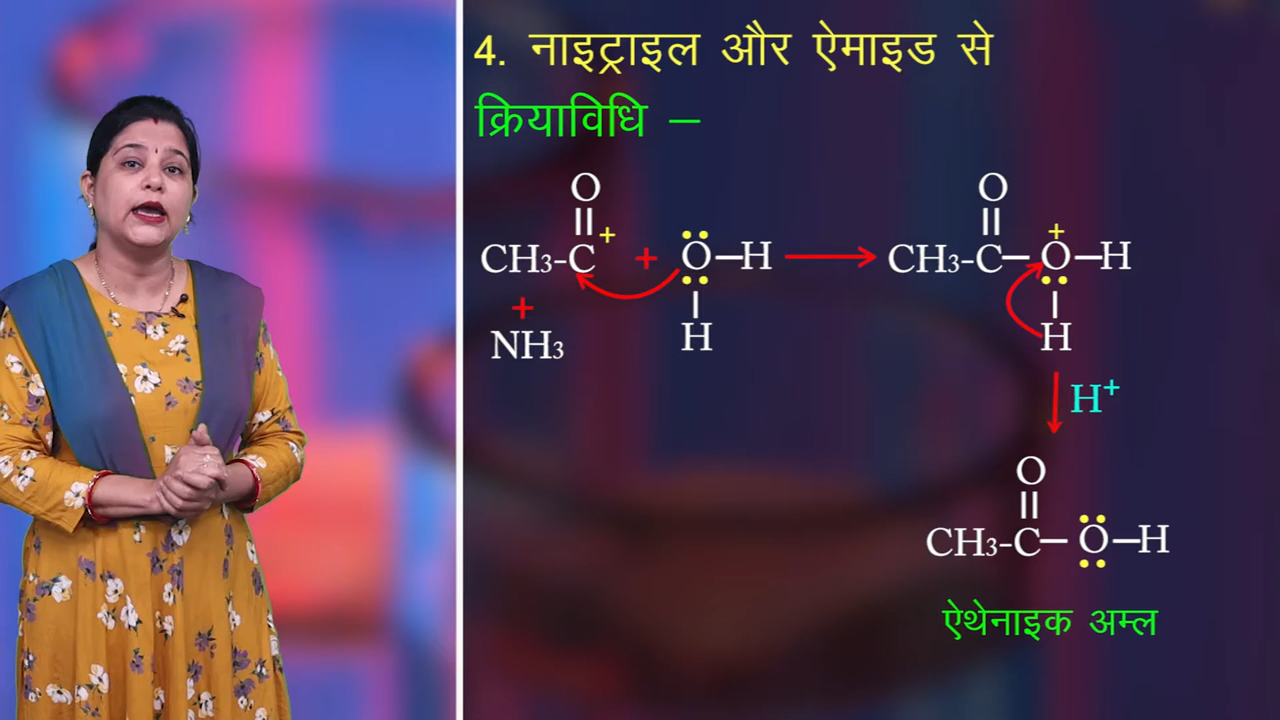 4. नाइट्राइल और ऐमाइड से
क्रियाविधि –
O
||
CH₃-C⁺ + O–H → CH₃-C–O⁺–H
+
NH₃
H
O
||
H
H⁺
O
||
CH₃-C–O–H
ऐथेनाइक अम्ल